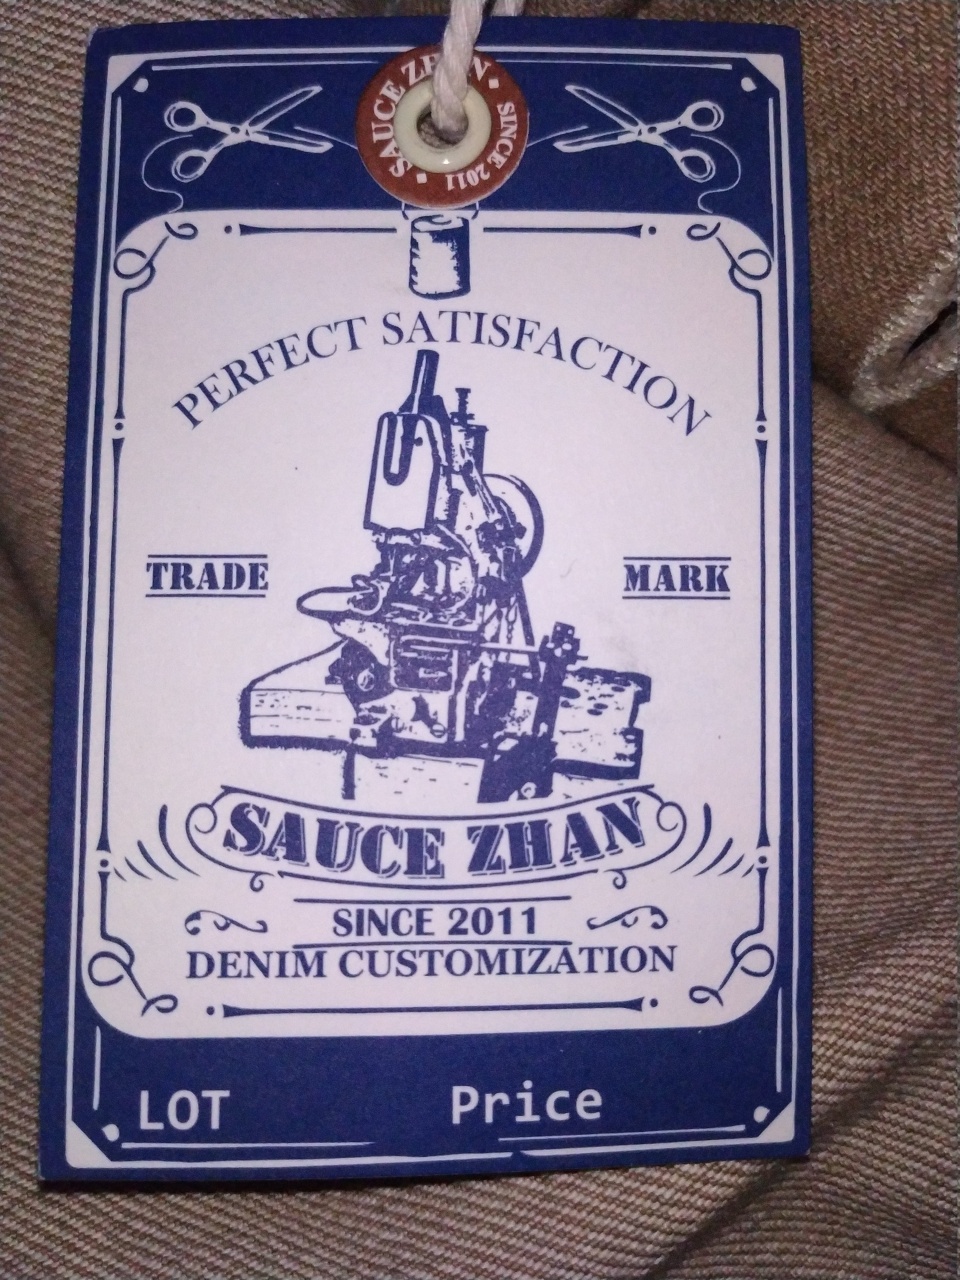 SAUCE ZHAN
SINCE 2011
PERFECT SATISFACTION
TRADE MARK
SAUCE ZHAN
SINCE 2011
DENIM CUSTOMIZATION
LOT Price